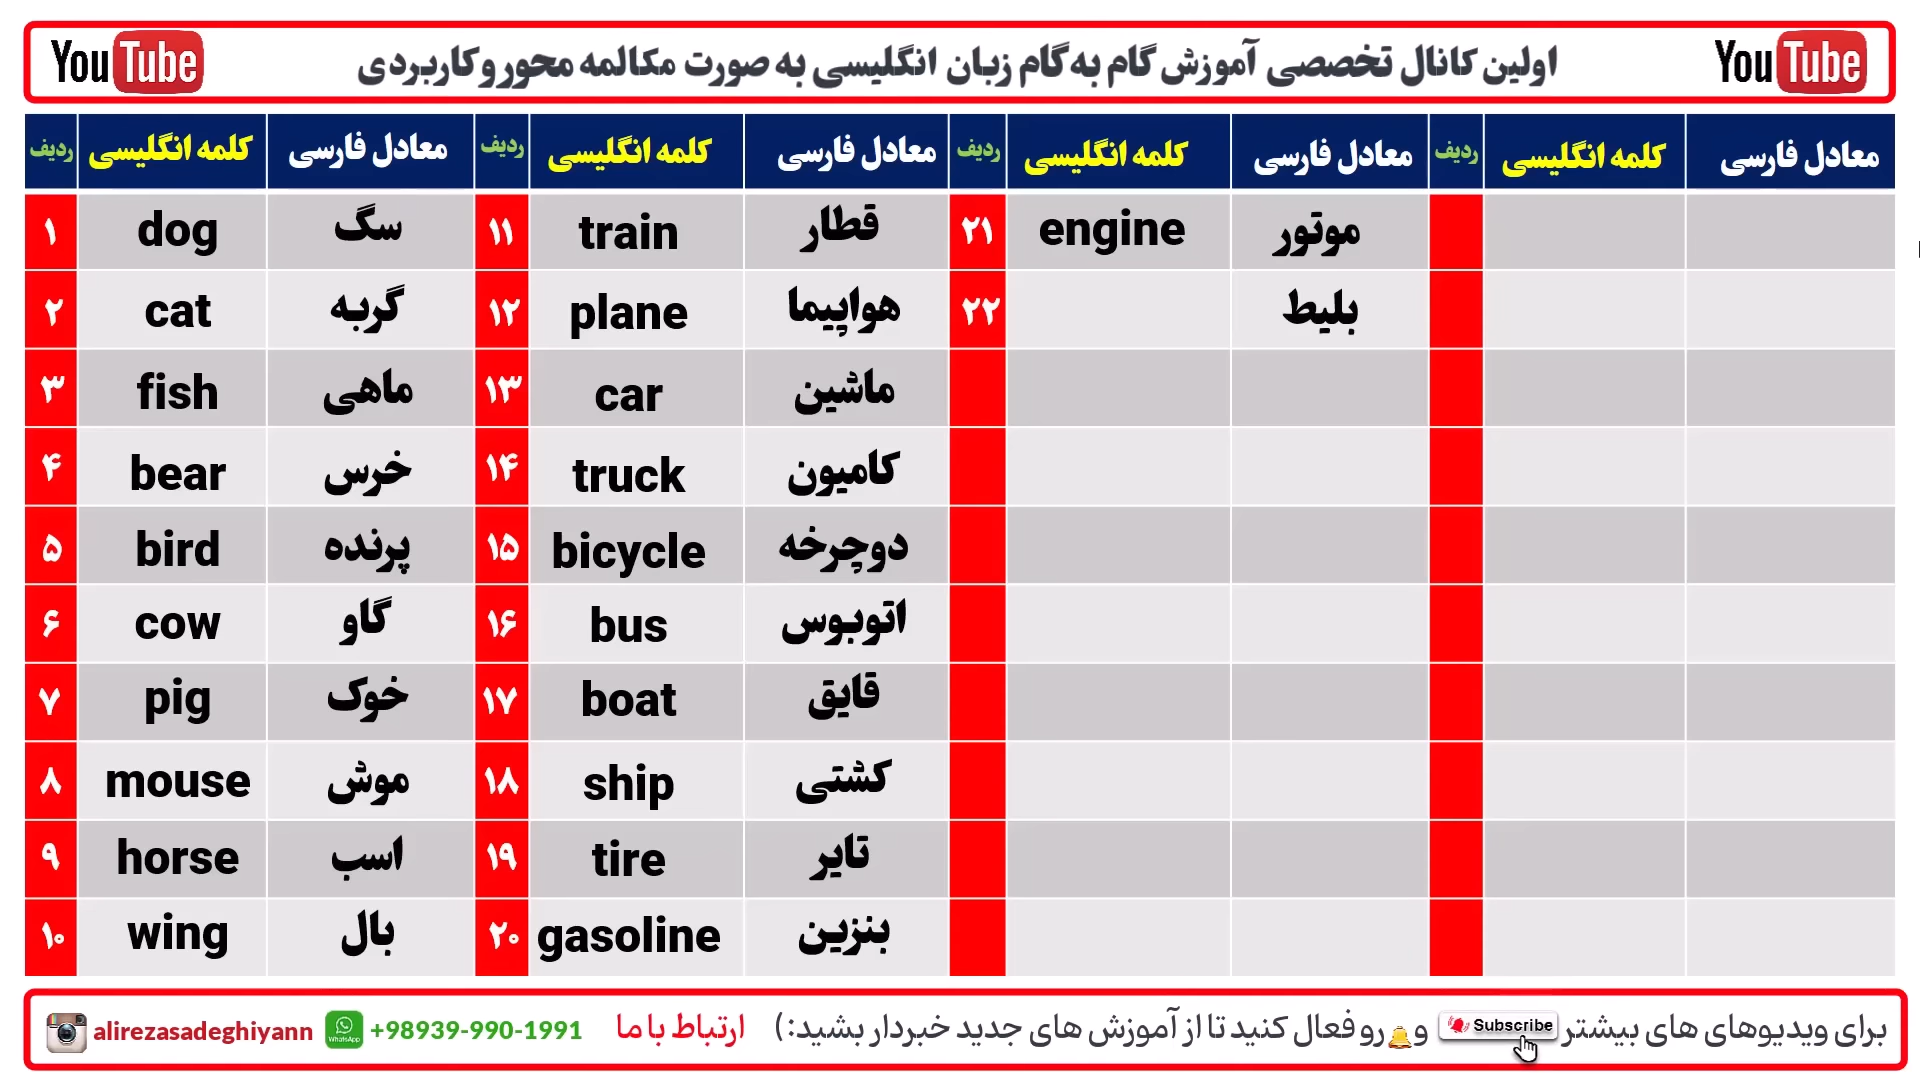 YouTube اولین کانال تخصصی آموزش گام به گام زبان انگلیسی به صورت مکالمه محور و کاربردی YouTube
ردیف کلمه انگلیسی معادل فارسی ردیف کلمه انگلیسی معادل فارسی ردیف کلمه انگلیسی معادل فارسی ردیف کلمه انگلیسی معادل فارسی
۱ dog سگ ۱۱ train قطار ۲۱ engine موتور
۲ cat گربه ۱۲ plane هواپیما ۲۲ بلیط
۳ fish ماهی ۱۳ car ماشین
۴ bear خرس ۱۴ truck کامیون
۵ bird پرنده ۱۵ bicycle دوچرخه
۶ cow گاو ۱۶ bus اتوبوس
۷ pig خوک ۱۷ boat قایق
۸ mouse موش ۱۸ ship کشتی
۹ horse اسب ۱۹ tire تایر
۱۰ wing بال ۲۰ gasoline بنزین
برای ویدیوهای های بیشتر Subscribe و رو فعال کنید تا از آموزش های جدید خبردار بشید:) ارتباط با ما +98939-990-1991 WhatsApp alirezasadeghiyann